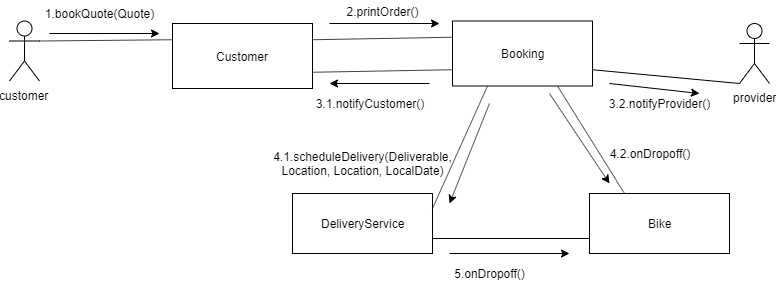 1.bookQuote(Quote)
2.printOrder()
Customer
Booking
customer
3.1.notifyCustomer()
3.2.notifyProvider()
provider
4.1.scheduleDelivery(Deliverable,
Location, Location, LocalDate)
4.2.onDropoff()
DeliveryService
Bike
5.onDropoff()